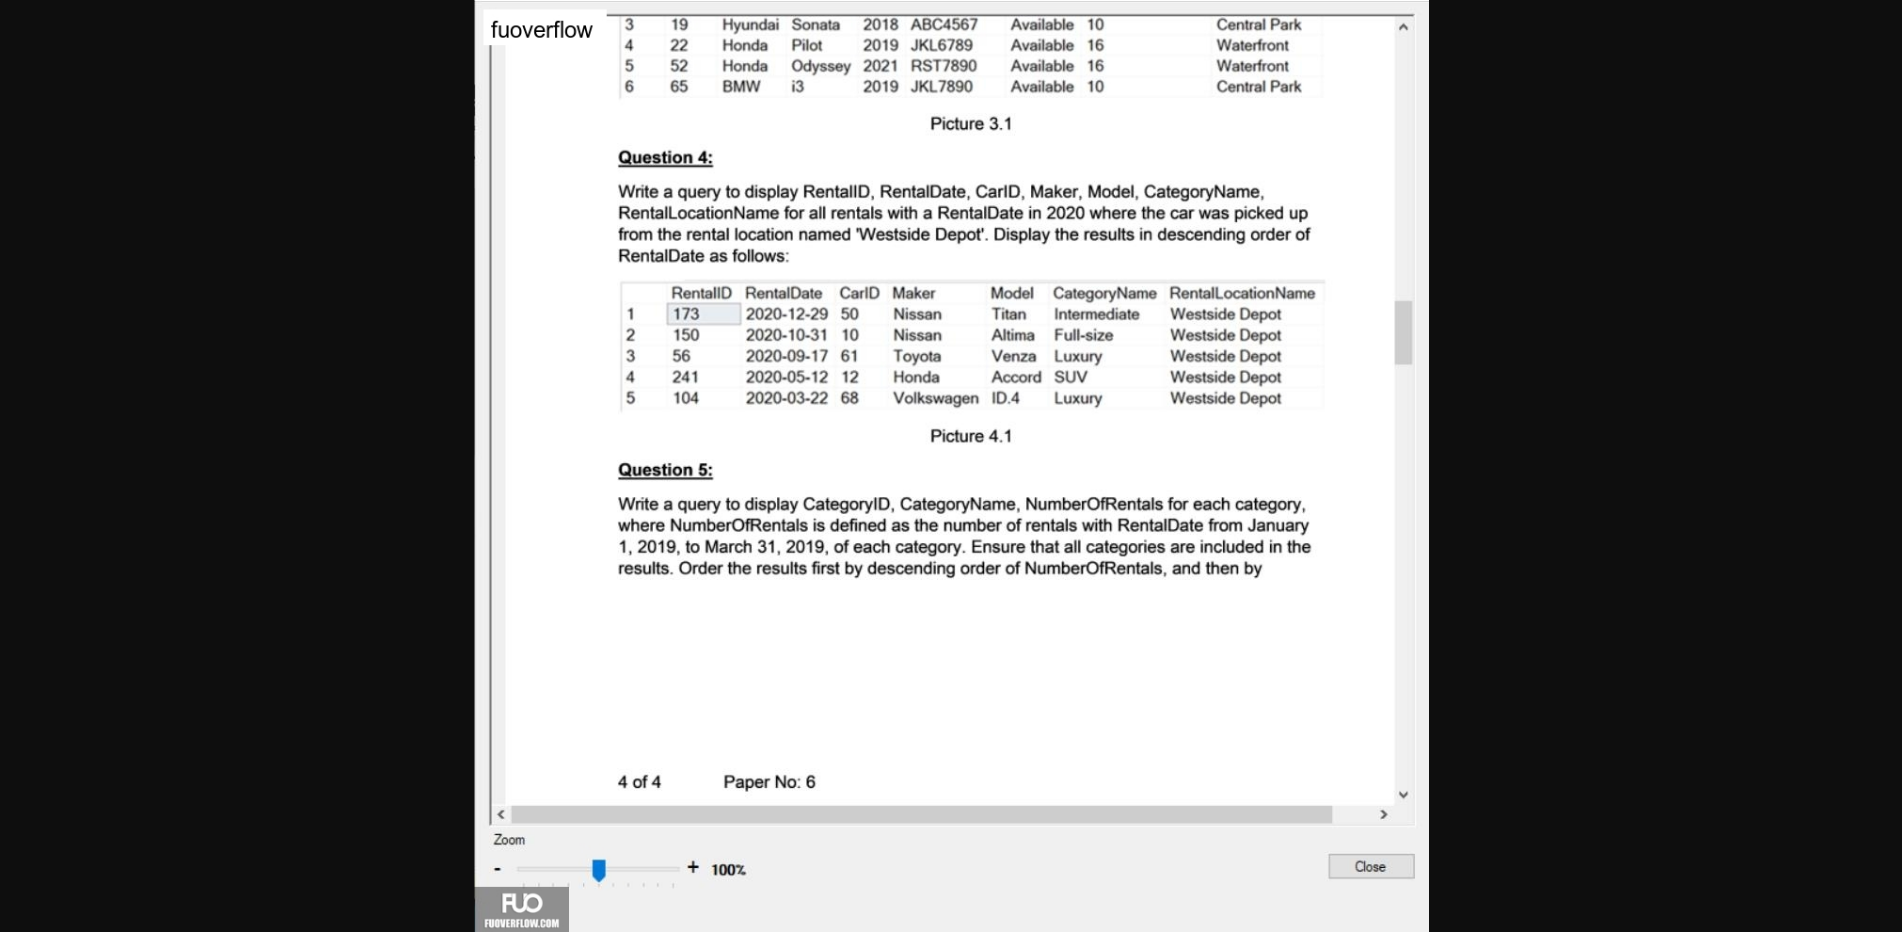 fuoverflow
3 19 Hyundai Sonata 2018 ABC4567 Available 10 Central Park
4 22 Honda Pilot 2019 JKL6789 Available 16 Waterfront
5 52 Honda Odyssey 2021 RST7890 Available 16 Waterfront
6 65 BMW i3 2019 JKL7890 Available 10 Central Park
Picture 3.1
Question 4:
Write a query to display RentalID, RentalDate, CarID, Maker, Model, CategoryName,
RentalLocationName for all rentals with a RentalDate in 2020 where the car was picked up
from the rental location named 'Westside Depot'. Display the results in descending order of
RentalDate as follows:
RentalID RentalDate CarID Maker Model CategoryName RentalLocationName
1 173 2020-12-29 50 Nissan Titan Intermediate Westside Depot
2 150 2020-10-31 10 Nissan Altima Full-size Westside Depot
3 56 2020-09-17 61 Toyota Venza Luxury Westside Depot
4 241 2020-05-12 12 Honda Accord SUV Westside Depot
5 104 2020-03-22 68 Volkswagen ID.4 Luxury Westside Depot
Picture 4.1
Question 5:
Write a query to display CategoryID, CategoryName, NumberOfRentals for each category,
where NumberOfRentals is defined as the number of rentals with RentalDate from January
1, 2019, to March 31, 2019, of each category. Ensure that all categories are included in the
results. Order the results first by descending order of NumberOfRentals, and then by
4 of 4 Paper No: 6
Zoom
- + 100%
Close
FUO
FUOVERFLOW.COM